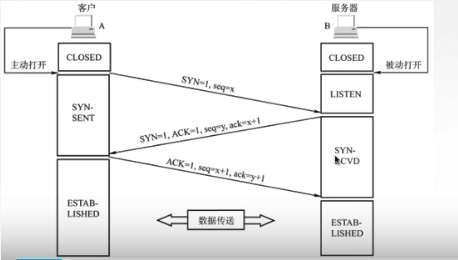 客户
服务器
A
B
主动打开
CLOSED
CLOSED
被动打开
SYN=1, seq=x
LISTEN
SYN-
SENT
SYN=1, ACK=1, seq=y, ack=x+1
SYN-
RCVD
ACK=1, seq=x+1, ack=y+1
ESTAB-
LISHED
数据传送
ESTAB-
LISHED